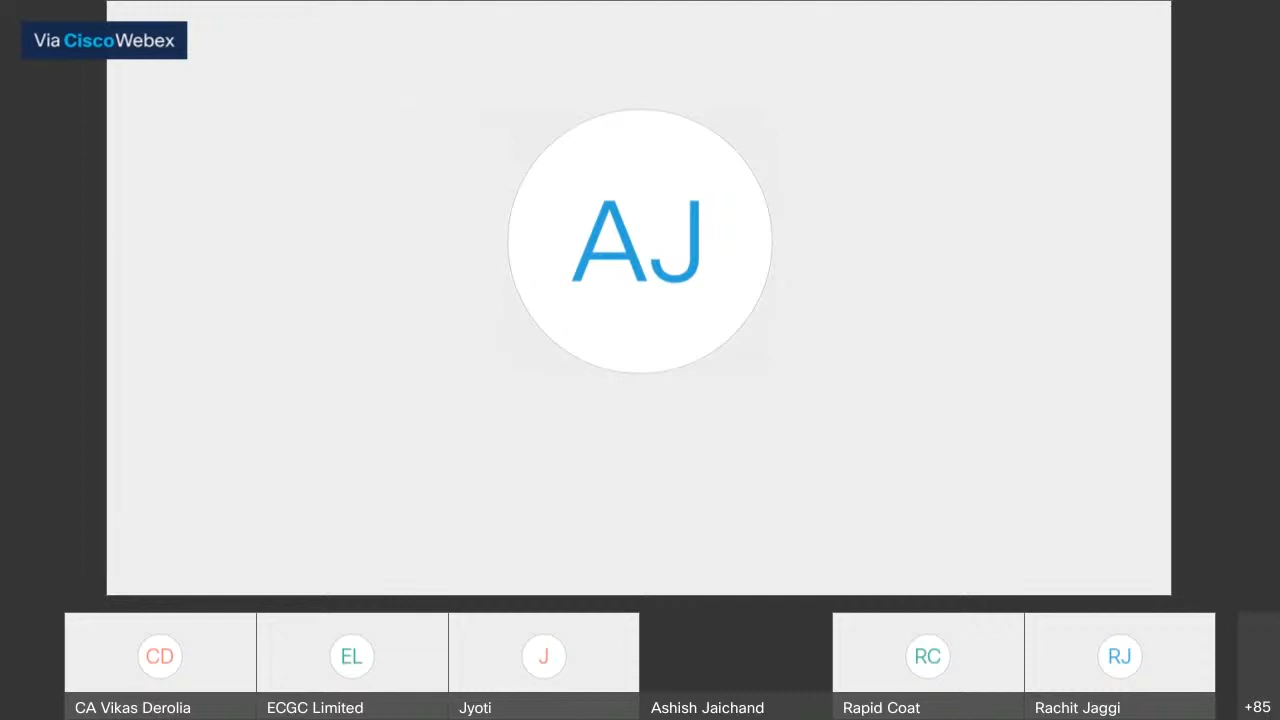 Via CiscoWebex
AJ
CD
EL
J
RC
RJ
CA Vikas Derolia
ECGC Limited
Jyoti
Ashish Jaichand
Rapid Coat
Rachit Jaggi
+85